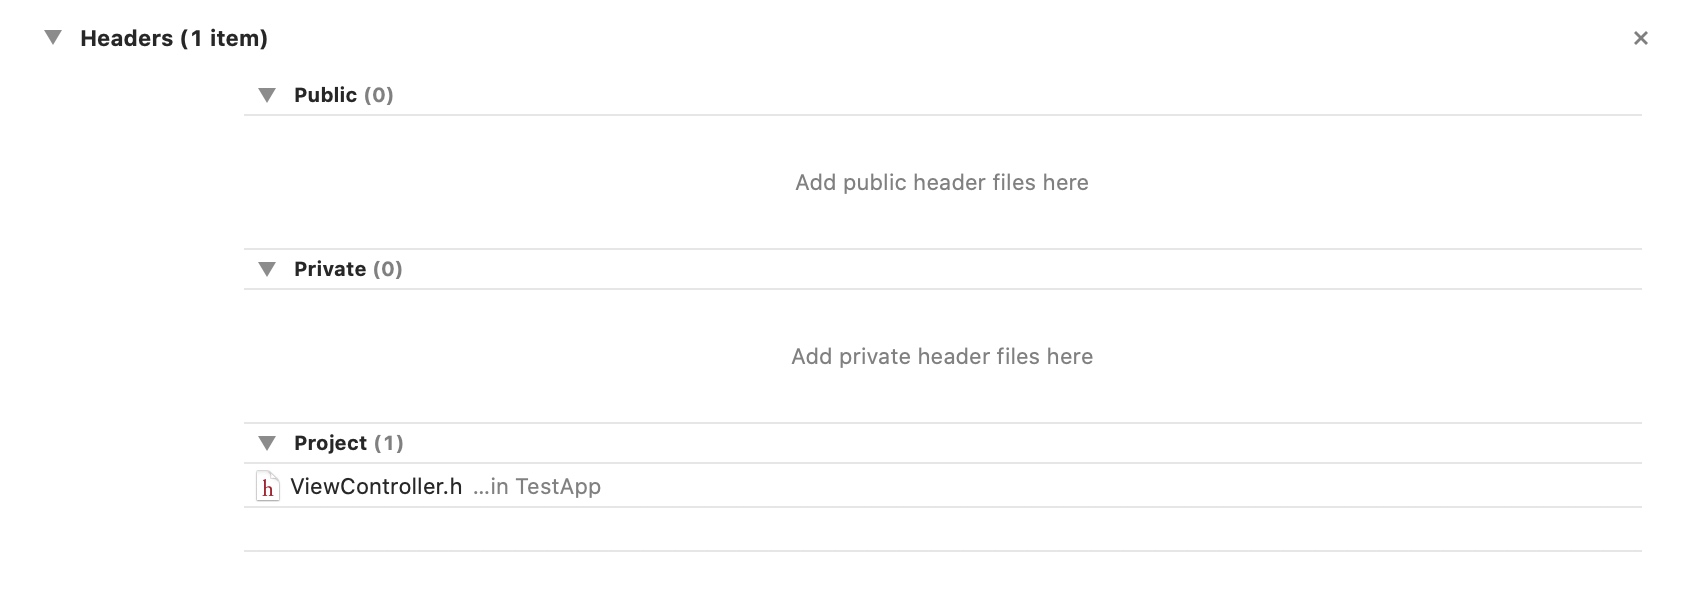 Headers (1 item)
Public (0)
Add public header files here
Private (0)
Add private header files here
Project (1)
h ViewController.h ...in TestApp